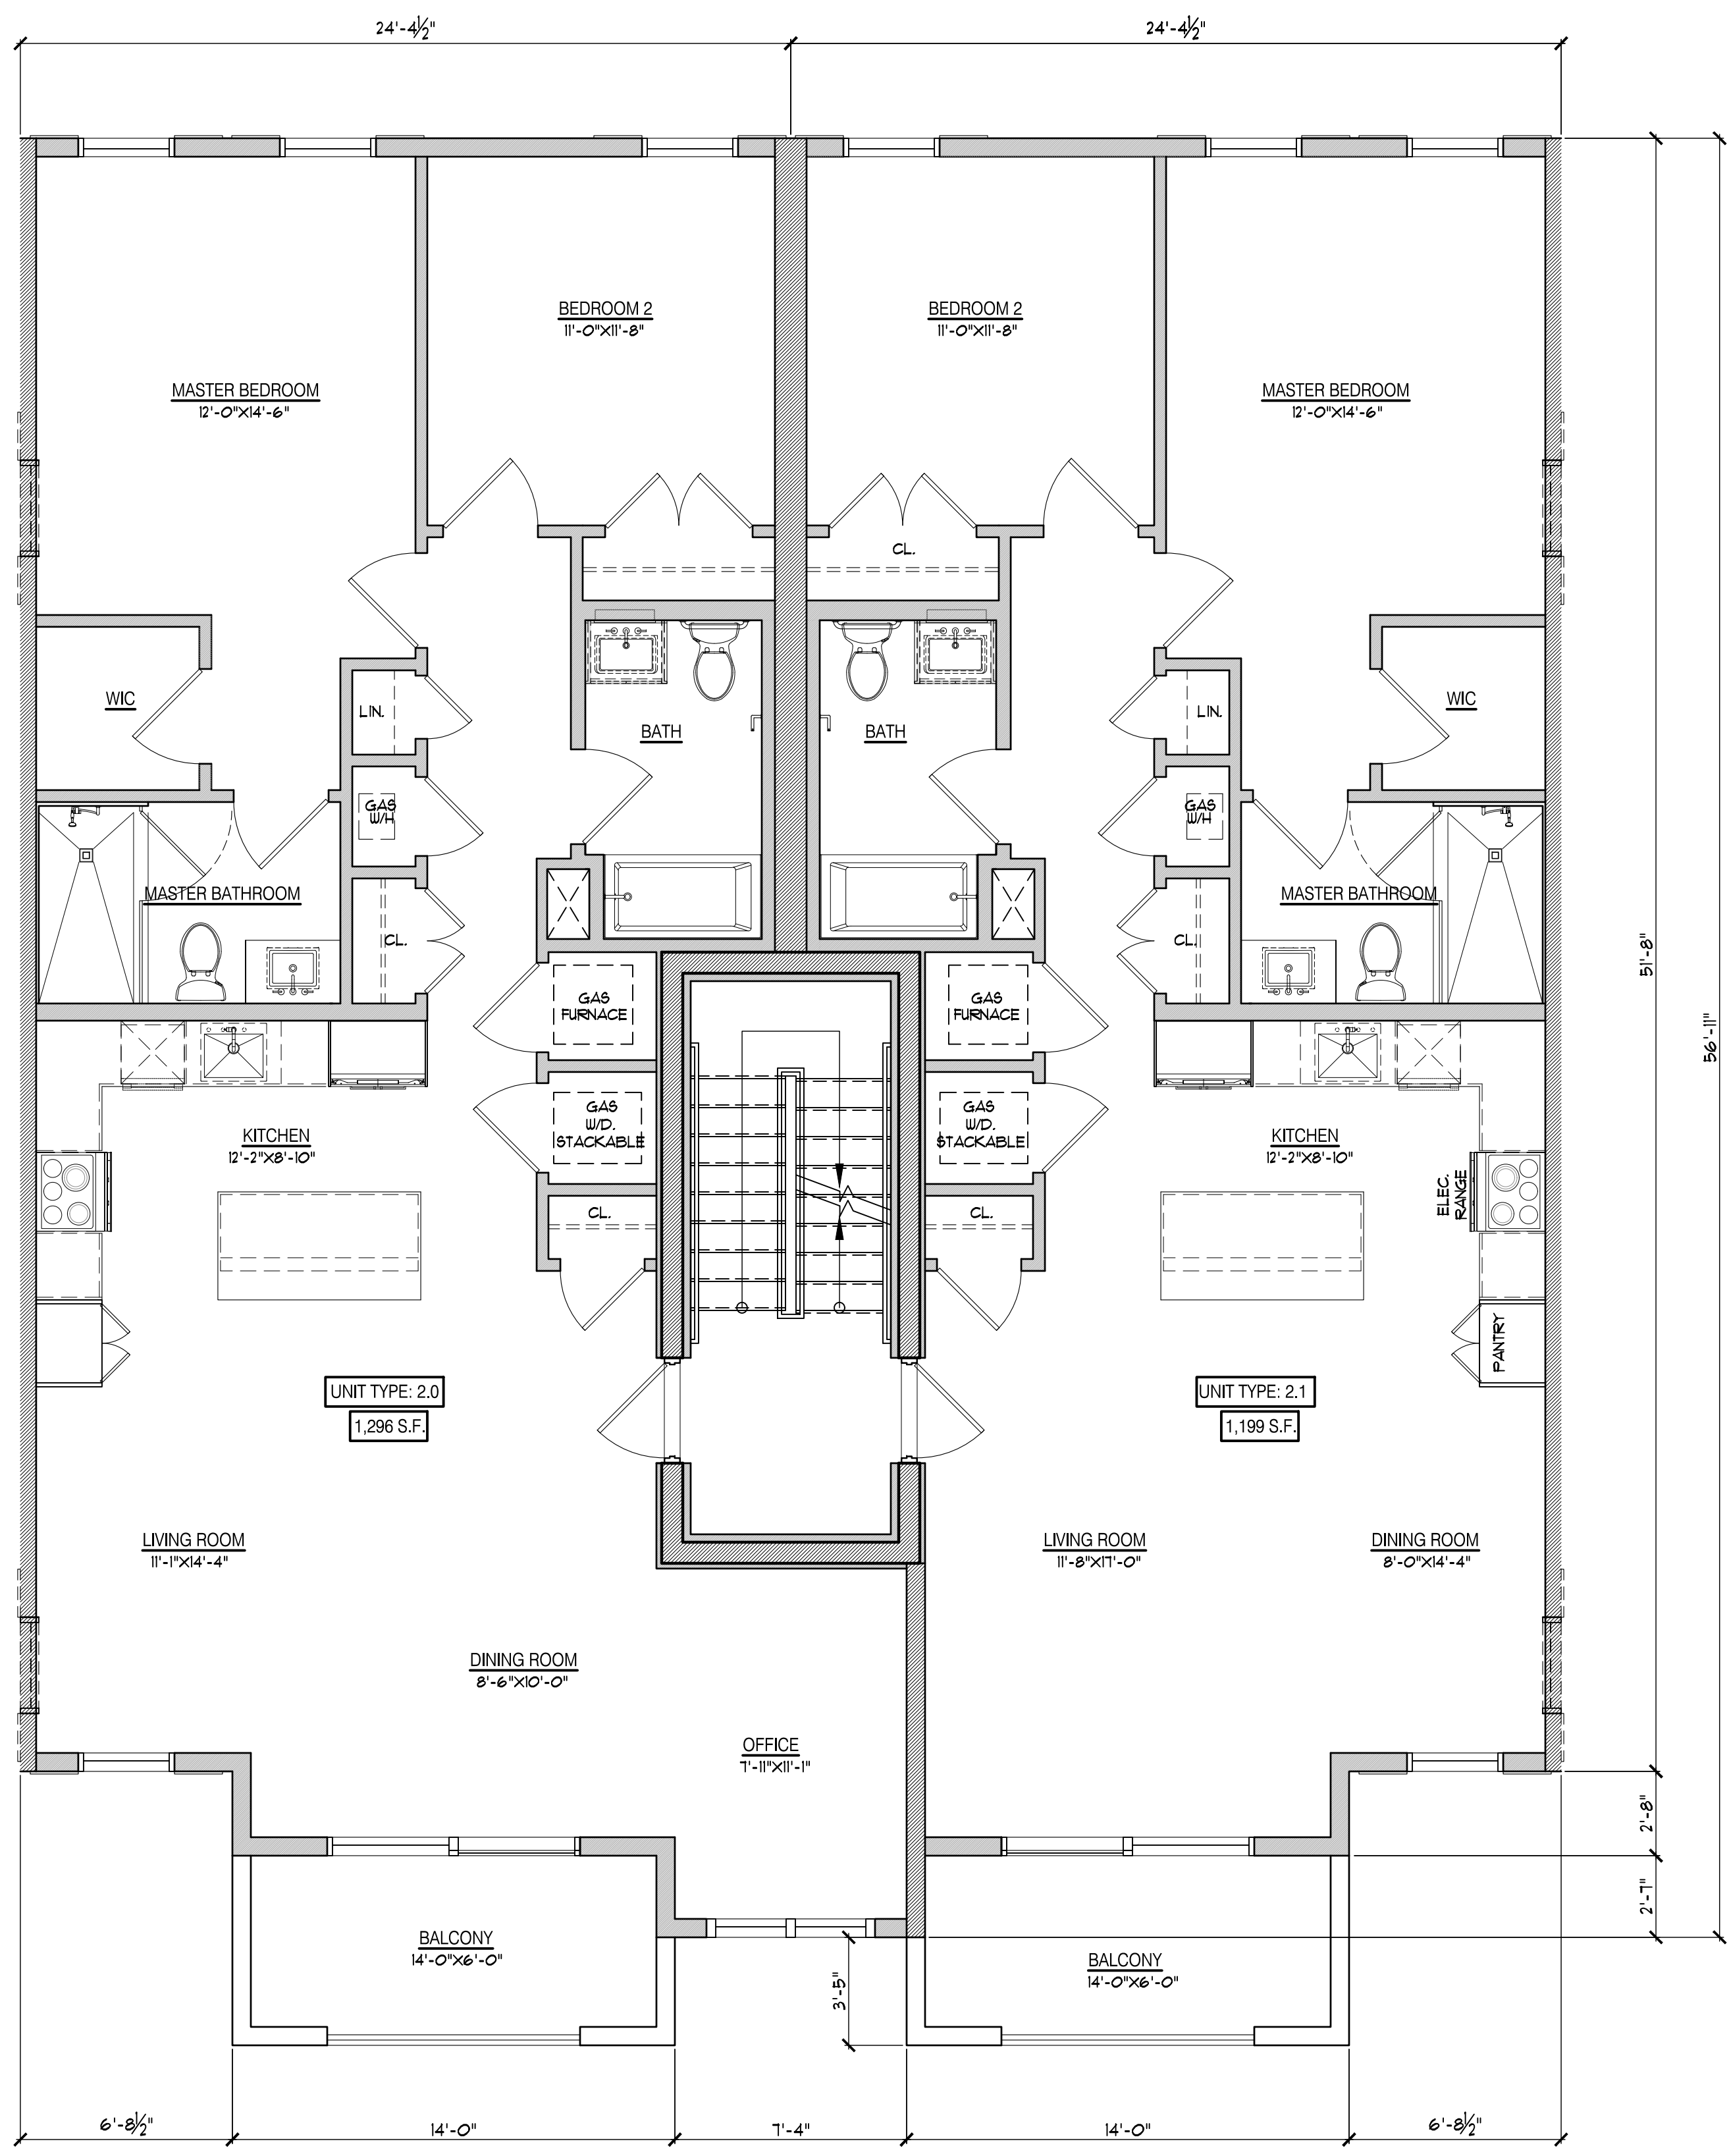 24'-4½"
24'-4½"
BEDROOM 2
11'-0"X11'-8"
BEDROOM 2
11'-0"X11'-8"
MASTER BEDROOM
12'-0"X14'-6"
MASTER BEDROOM
12'-0"X14'-6"
CL.
WIC
LIN.
BATH
BATH
LIN.
WIC
GAS
W/H
GAS
W/H
MASTER BATHROOM
MASTER BATHROOM
CL.
CL.
51'-8"
GAS
FURNACE
GAS
FURNACE
56'-11"
KITCHEN
12'-2"X8'-10"
GAS
W/D.
STACKABLE
GAS
W/D.
STACKABLE
KITCHEN
12'-2"X8'-10"
ELEC.
RANGE
CL.
CL.
PANTRY
UNIT TYPE: 2.0
1,296 S.F.
UNIT TYPE: 2.1
1,199 S.F.
LIVING ROOM
11'-1"X14'-4"
LIVING ROOM
11'-8"X17'-0"
DINING ROOM
8'-0"X14'-4"
DINING ROOM
8'-6"X10'-0"
OFFICE
7'-11"X11'-1"
2'-8"
2'-7"
BALCONY
14'-0"X6'-0"
3'-5"
BALCONY
14'-0"X6'-0"
6'-8½"
14'-0"
7'-4"
14'-0"
6'-8½"